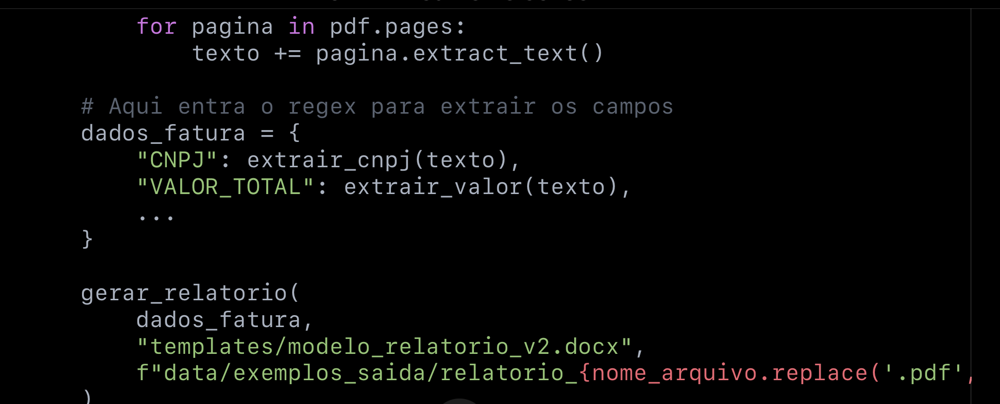 for pagina in pdf.pages:
texto += pagina.extract_text()
# Aqui entra o regex para extrair os campos
dados_fatura = {
"CNPJ": extrair_cnpj(texto),
"VALOR_TOTAL": extrair_valor(texto),
...
}
gerar_relatorio(
dados_fatura,
"templates/modelo_relatorio_v2.docx",
f"data/exemplos_saida/relatorio_{nome_arquivo.replace('.pdf',
)